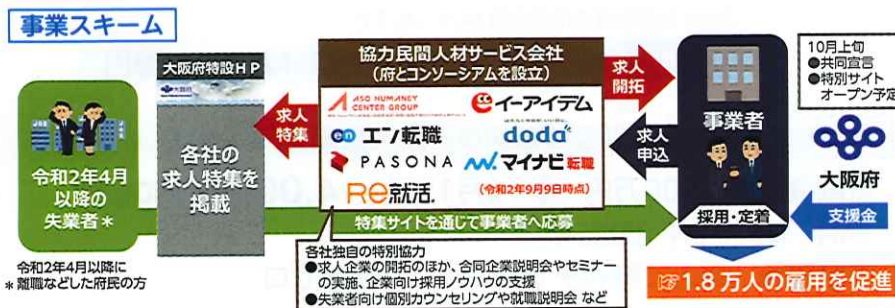 事業スキーム
大阪府特設HP
大阪府
各社の
求人特集を
掲載
令和2年4月
以降の
失業者*
令和2年4月以降に
*離職などした府民の方
求人
特集
協力民間人材サービス会社
(府とコンソーシアムを設立)
ASO HUMANEY
CENTER GROUP
eイーアイデム
en エン転職
doda
PASONA
マイナビ転職
Re就活。
(令和2年9月9日時点)
特集サイトを通じて事業者へ応募
各社独自の特別協力
●求人企業の開拓のほか、合同企業説明会やセミナー
の実施、企業向け採用ノウハウの支援
●失業者向け個別カウンセリングや就職説明会 など
求人
開拓
求人
申込
事業者
採用・定着
10月上旬
●共同宣言
●特別サイト
オープン予定
大阪府
支援金
☞1.8万人の雇用を促進